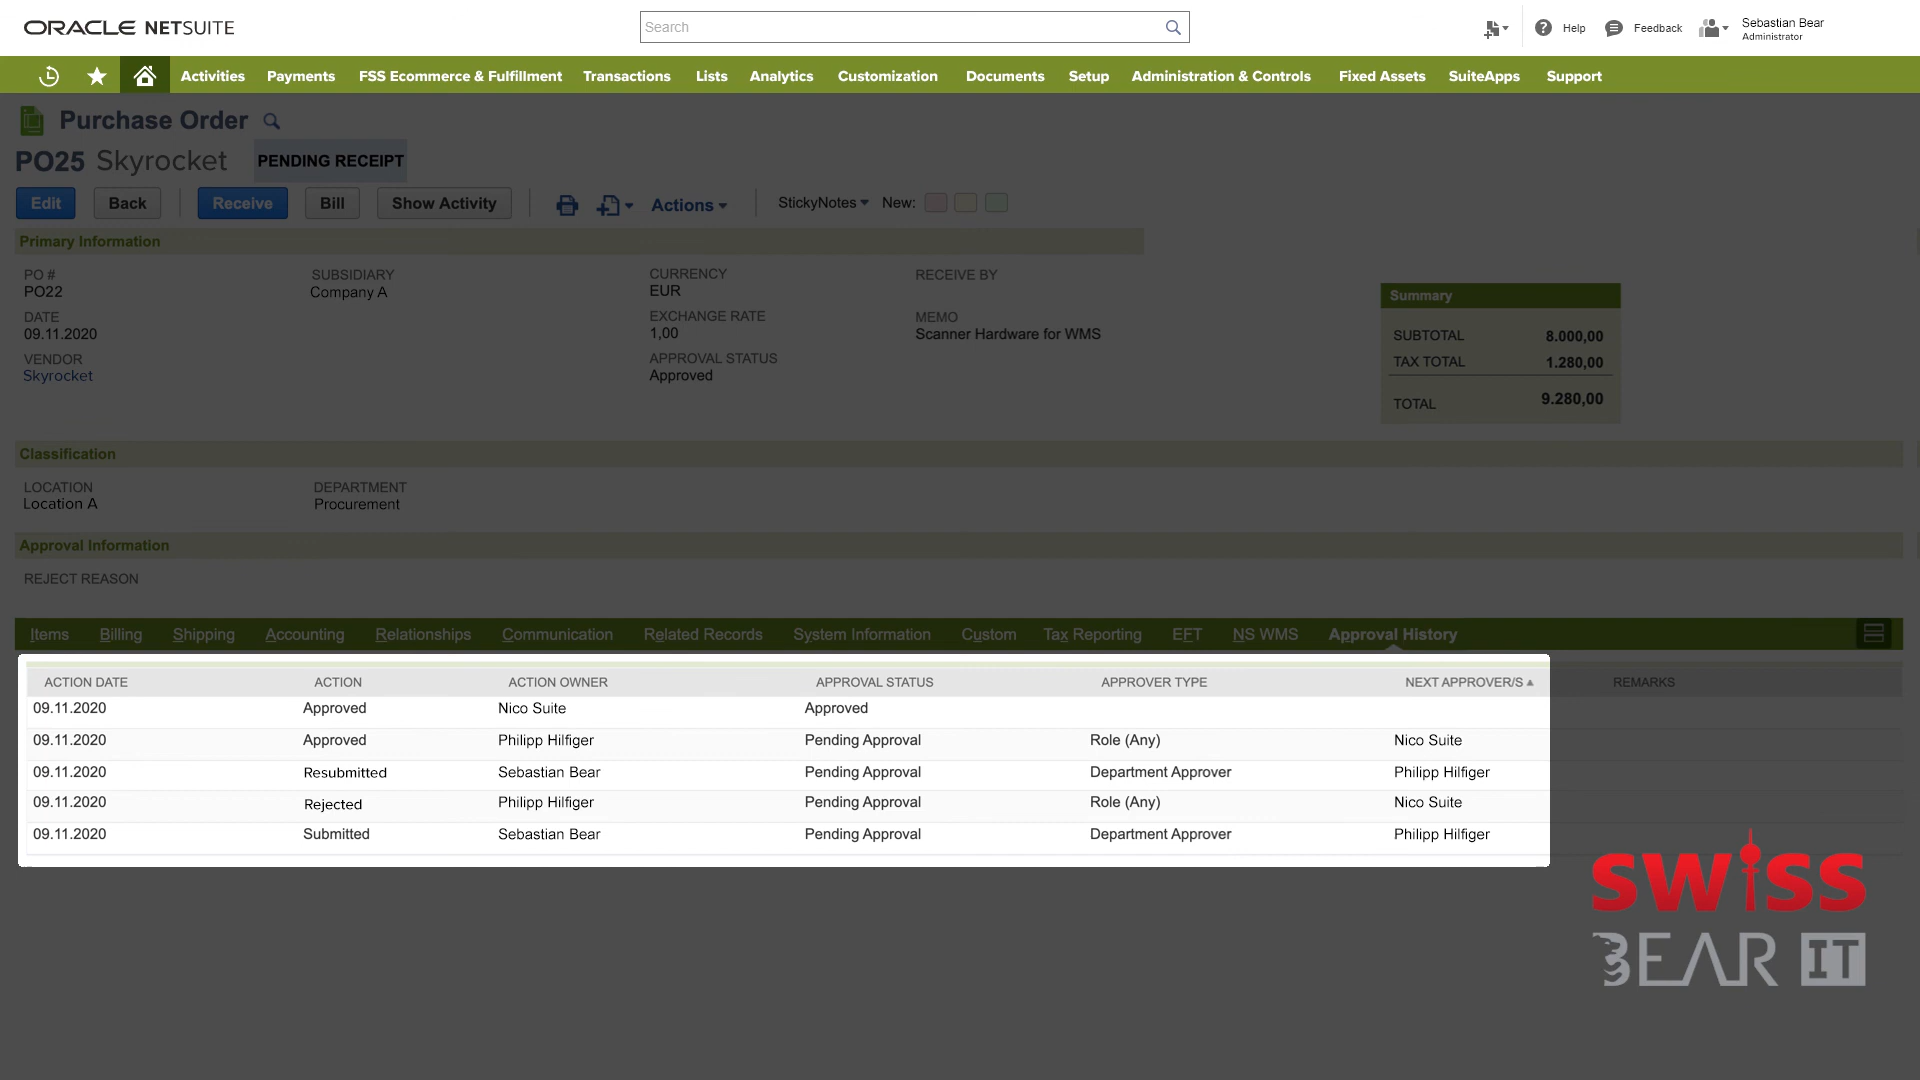 ORACLE NETSUITE
Search
Help
Feedback
Sebastian Bear
Administrator
Activities Payments FSS Ecommerce & Fulfillment Transactions Lists Analytics Customization Documents Setup Administration & Controls Fixed Assets SuiteApps Support
Purchase Order
PO25 Skyrocket PENDING RECEIPT
Edit Back Receive Bill Show Activity Actions StickyNotes New:
Primary Information
PO # SUBSIDIARY CURRENCY RECEIVE BY
PO22 Company A EUR
DATE EXCHANGE RATE MEMO
09.11.2020 1,00 Scanner Hardware for WMS
VENDOR APPROVAL STATUS
Skyrocket Approved
Summary
SUBTOTAL 8.000,00
TAX TOTAL 1.280,00
TOTAL 9.280,00
Classification
LOCATION DEPARTMENT
Location A Procurement
Approval Information
REJECT REASON
Items Billing Shipping Accounting Relationships Communication Related Records System Information Custom Tax Reporting EFT NS WMS Approval History
ACTION DATE ACTION ACTION OWNER APPROVAL STATUS APPROVER TYPE NEXT APPROVER/S REMARKS
09.11.2020 Approved Nico Suite Approved
09.11.2020 Approved Philipp Hilfiger Pending Approval Role (Any) Nico Suite
09.11.2020 Resubmitted Sebastian Bear Pending Approval Department Approver Philipp Hilfiger
09.11.2020 Rejected Philipp Hilfiger Pending Approval Role (Any) Nico Suite
09.11.2020 Submitted Sebastian Bear Pending Approval Department Approver Philipp Hilfiger
SWISS
BEAR IT